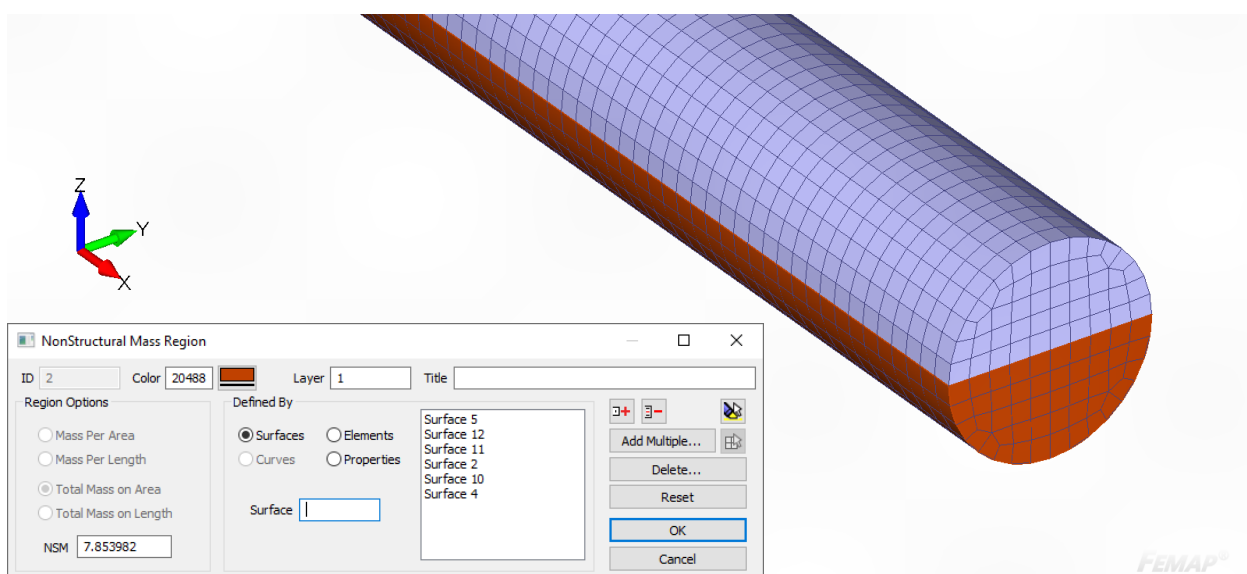 Z
Y
X
NonStructural Mass Region
ID 2 Color 20488 Layer 1 Title
Region Options
Mass Per Area
Mass Per Length
Total Mass on Area
Total Mass on Length
NSM 7.853982
Defined By
Surfaces Elements
Curves Properties
Surface
Surface 5
Surface 12
Surface 11
Surface 2
Surface 10
Surface 4
Add Multiple...
Delete...
Reset
OK
Cancel
FEMAP®